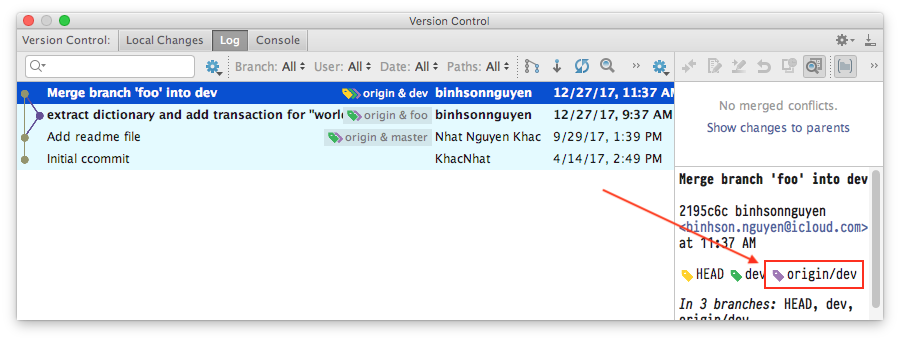 Version Control
Version Control: Local Changes Log Console
Branch: All User: All Date: All Paths: All »
»
Merge branch 'foo' into dev origin & dev binhsonnguyen 12/27/17, 11:37 AM
extract dictionary and add transaction for "worl origin & foo binhsonnguyen 12/27/17, 9:37 AM
Add readme file origin & master Nhat Nguyen Khac 9/29/17, 1:39 PM
Initial ccommit KhacNhat 4/14/17, 2:49 PM
No merged conflicts.
Show changes to parents
Merge branch 'foo' into dev
2195c6c binhsonnguyen
<binhson.nguyen@icloud.com>
at 11:37 AM
HEAD dev origin/dev
In 3 branches: HEAD, dev,
origin/dev